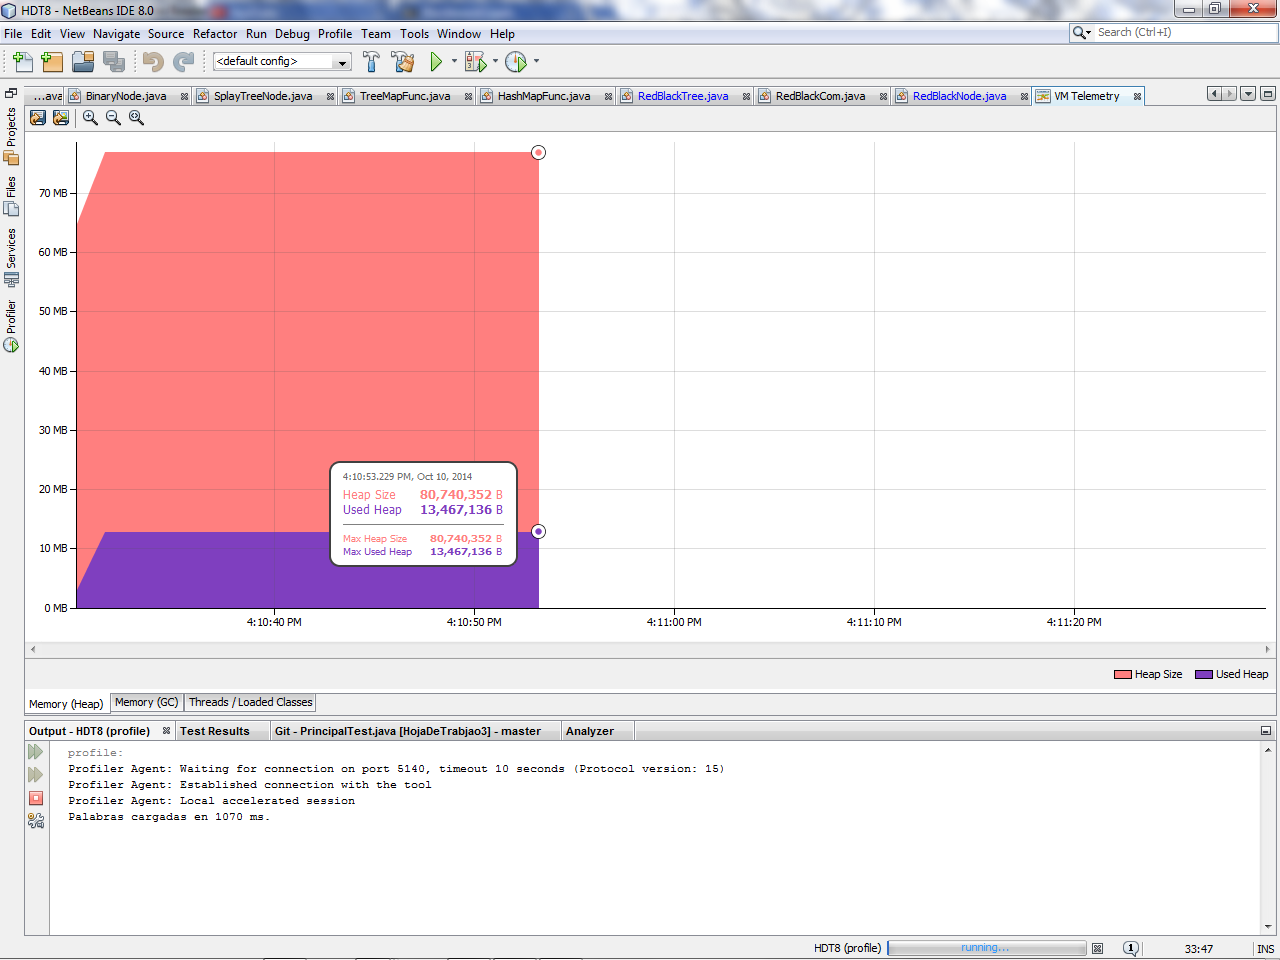 HDT8 - NetBeans IDE 8.0
File Edit View Navigate Source Refactor Run Debug Profile Team Tools Window Help
Search (Ctrl+I)
<default config>
...ava BinaryNode.java SplayTreeNode.java TreeMapFunc.java HashMapFunc.java RedBlackTree.java RedBlackCom.java RedBlackNode.java VM Telemetry
Projects
Files
Services
Profiler
70 MB
60 MB
50 MB
40 MB
30 MB
20 MB
10 MB
0 MB
4:10:53.229 PM, Oct 10, 2014
Heap Size 80,740,352 B
Used Heap 13,467,136 B
Max Heap Size 80,740,352 B
Max Used Heap 13,467,136 B
4:10:40 PM 4:10:50 PM 4:11:00 PM 4:11:10 PM 4:11:20 PM
Heap Size Used Heap
Memory (Heap) Memory (GC) Threads / Loaded Classes
Output - HDT8 (profile) Test Results Git - PrincipalTest.java [HojaDeTrabjao3] - master Analyzer
profile:
Profiler Agent: Waiting for connection on port 5140, timeout 10 seconds (Protocol version: 15)
Profiler Agent: Established connection with the tool
Profiler Agent: Local accelerated session
Palabras cargadas en 1070 ms.
HDT8 (profile) running... 1 33:47 INS